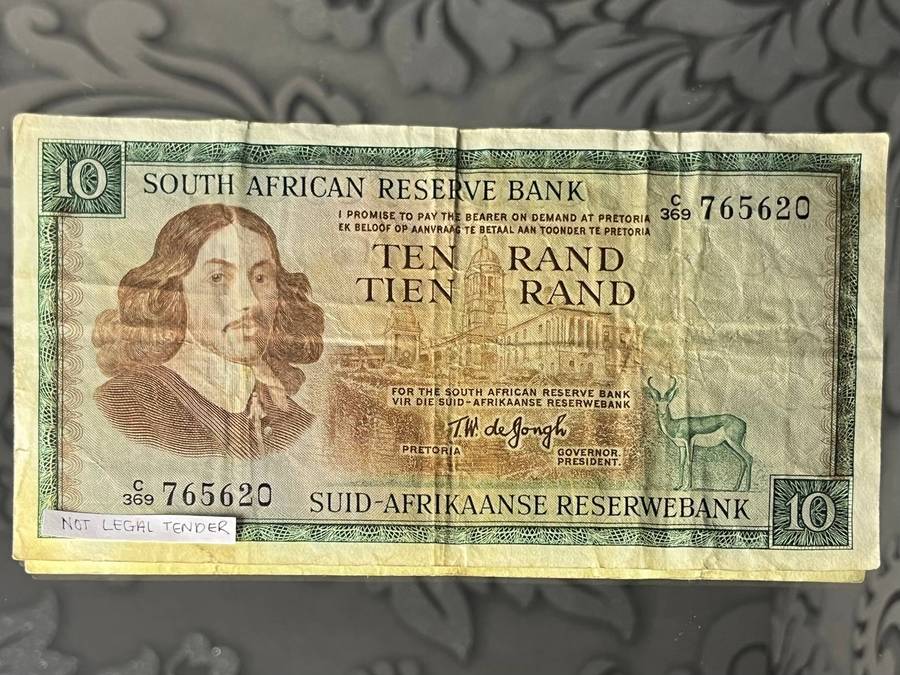 10
SOUTH AFRICAN RESERVE BANK
I PROMISE TO PAY THE BEARER ON DEMAND AT PRETORIA
EK BELOOF OP AANVRAAG TE BETAAL AAN TOONDER TE PRETORIA
C
369 765620
TEN RAND
TIEN RAND
FOR THE SOUTH AFRICAN RESERVE BANK
VIR DIE SUID-AFRIKAANSE RESERWEBANK
T.W. de Jongh
PRETORIA
GOVERNOR.
PRESIDENT.
C
369 765620
SUID-AFRIKAANSE RESERWEBANK
10
NOT LEGAL TENDER